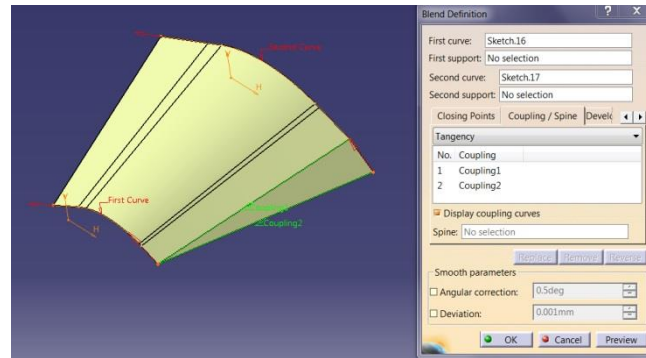 Blend Definition
? X
First curve: Sketch.16
First support: No selection
Second curve: Sketch.17
Second support: No selection
Closing Points Coupling / Spine Develo
Tangency
No. Coupling
1 Coupling1
2 Coupling2
Display coupling curves
Spine: No selection
Replace Remove Reverse
Smooth parameters
Angular correction: 0.5deg
Deviation: 0.001mm
OK Cancel Preview
Second Curve
V
H
First Curve
V
H
Coupling2